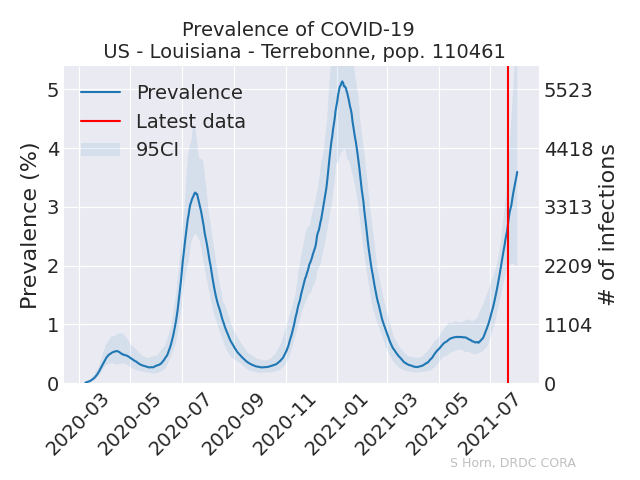 Prevalence of COVID-19
US - Louisiana - Terrebonne, pop. 110461
Prevalence
Latest data
95CI
Prevalence (%)
5
4
3
2
1
0
5523
4418
3313
2209
1104
0
# of infections
2020-03
2020-05
2020-07
2020-09
2020-11
2021-01
2021-03
2021-05
2021-07
S Horn, DRDC CORA